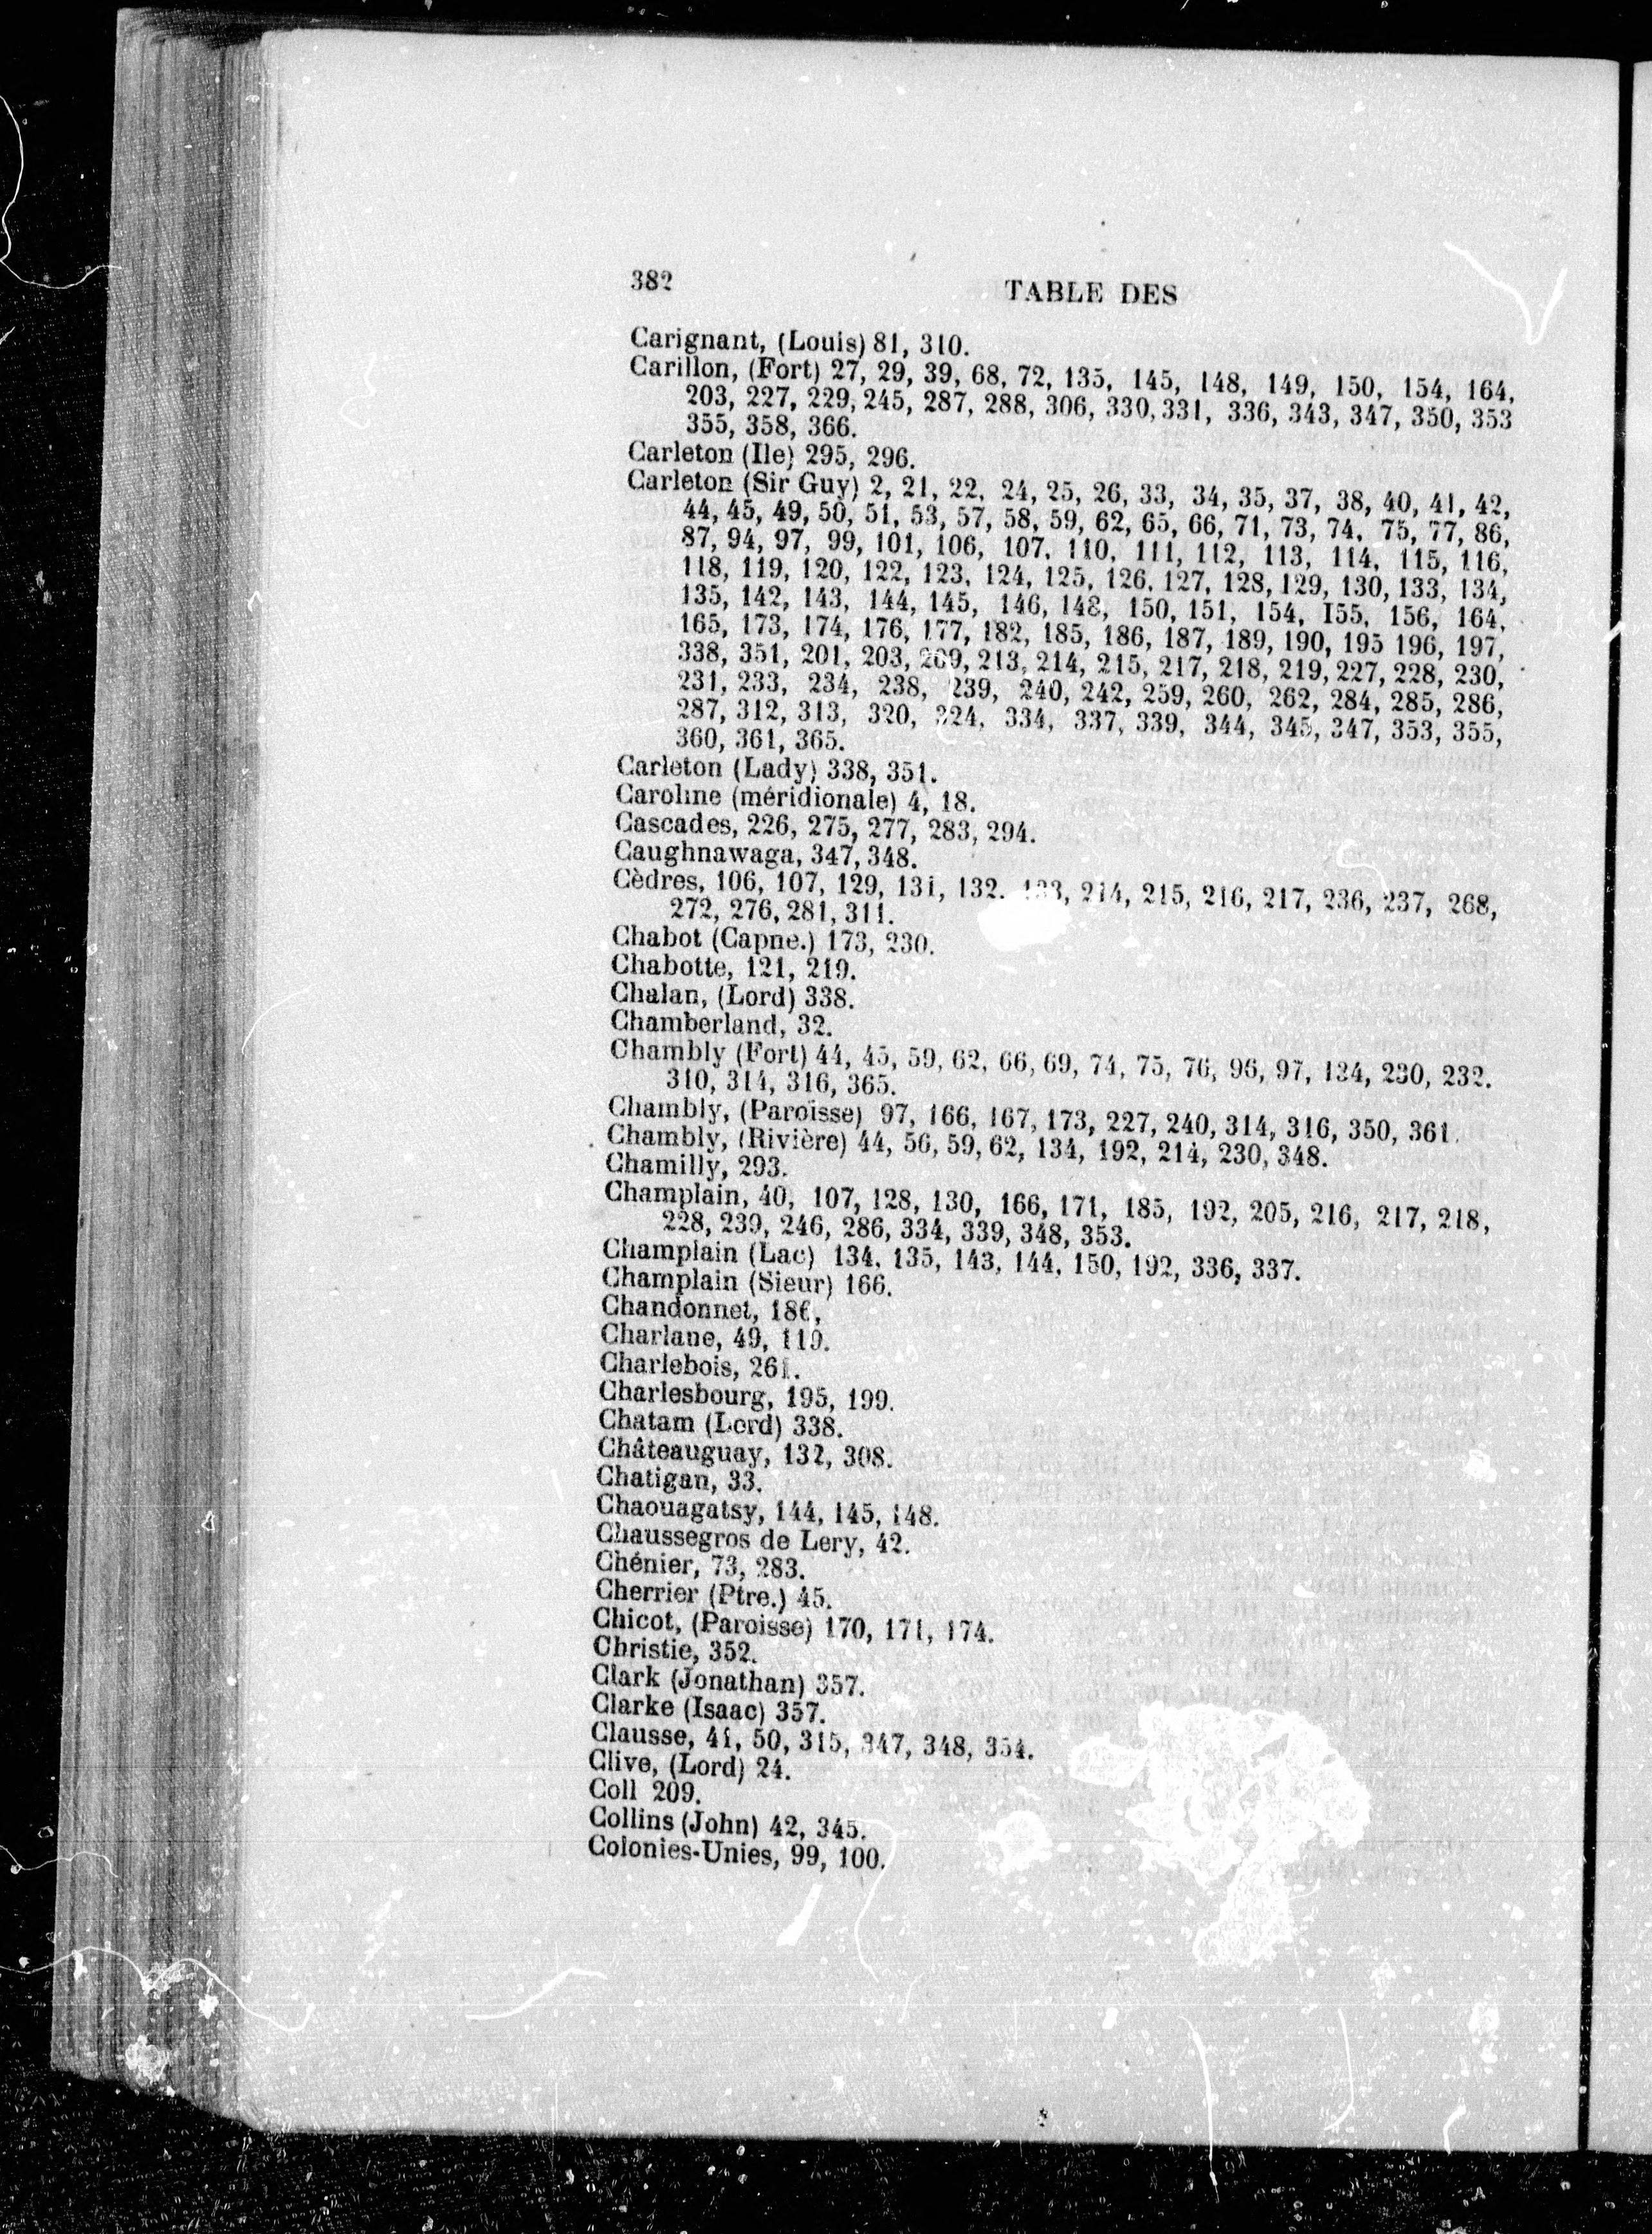 382 TABLE DES
Carignant, (Louis) 81, 310.
Carillon, (Fort) 27, 29, 39, 68, 72, 135, 145, 148, 149, 150, 154, 164,
203, 227, 229, 245, 287, 288, 306, 330, 331, 336, 343, 347, 350, 353
355, 358, 366.
Carleton (Ile) 295, 296.
Carleton (Sir Guy) 2, 21, 22, 24, 25, 26, 33, 34, 35, 37, 38, 40, 41, 42,
44, 45, 49, 50, 51, 53, 57, 58, 59, 62, 65, 66, 71, 73, 74, 75, 77, 86,
87, 94, 97, 99, 101, 106, 107, 110, 111, 112, 113, 114, 115, 116,
118, 119, 120, 122, 123, 124, 125, 126, 127, 128, 129, 130, 133, 134,
135, 142, 143, 144, 145, 146, 148, 150, 151, 154, I55, 156, 164,
165, 173, 174, 176, 177, 182, 185, 186, 187, 189, 190, 195 196, 197,
338, 351, 201, 203, 209, 213, 214, 215, 217, 218, 219, 227, 228, 230,
231, 233, 234, 238, 239, 240, 242, 259, 260, 262, 284, 285, 286,
287, 312, 313, 320, 324, 334, 337, 339, 344, 345, 347, 353, 355,
360, 361, 365.
Carleton (Lady) 338, 351.
Caroline (méridionale) 4, 18.
Cascades, 226, 275, 277, 283, 294.
Caughnawaga, 347, 348.
Cèdres, 106, 107, 129, 131, 132. 133, 214, 215, 216, 217, 236, 237, 268,
272, 276, 281, 311.
Chabot (Capne.) 173, 230.
Chabotte, 121, 219.
Chalan, (Lord) 338.
Chamberland, 32.
Chambly (Fort) 44, 45, 59, 62, 66, 69, 74, 75, 76, 96, 97, 134, 230, 232.
310, 314, 316, 365.
Chambly, (Paroisse) 97, 166, 167, 173, 227, 240, 314, 316, 350, 361.
Chambly, (Rivière) 44, 56, 59, 62, 134, 192, 214, 230, 348.
Chamilly, 293.
Champlain, 40, 107, 128, 130, 166, 171, 185, 192, 205, 216, 217, 218,
228, 239, 246, 286, 334, 339, 348, 353.
Champlain (Lac) 134, 135, 143, 144, 150, 192, 336, 337.
Champlain (Sieur) 166.
Chandonnet, 186,
Charlane, 49, 119.
Charlebois, 261.
Charlesbourg, 195, 199.
Chatam (Lord) 338.
Châteauguay, 132, 308.
Chatigan, 33.
Chaouagatsy, 144, 145, 148.
Chaussegros de Lery, 42.
Chénier, 73, 283.
Cherrier (Ptre.) 45.
Chicot, (Paroisse) 170, 171, 174.
Christie, 352.
Clark (Jonathan) 357.
Clarke (Isaac) 357.
Clausse, 41, 50, 315, 347, 348, 354.
Clive, (Lord) 24.
Coll 209.
Collins (John) 42, 345.
Colonies-Unies, 99, 100.